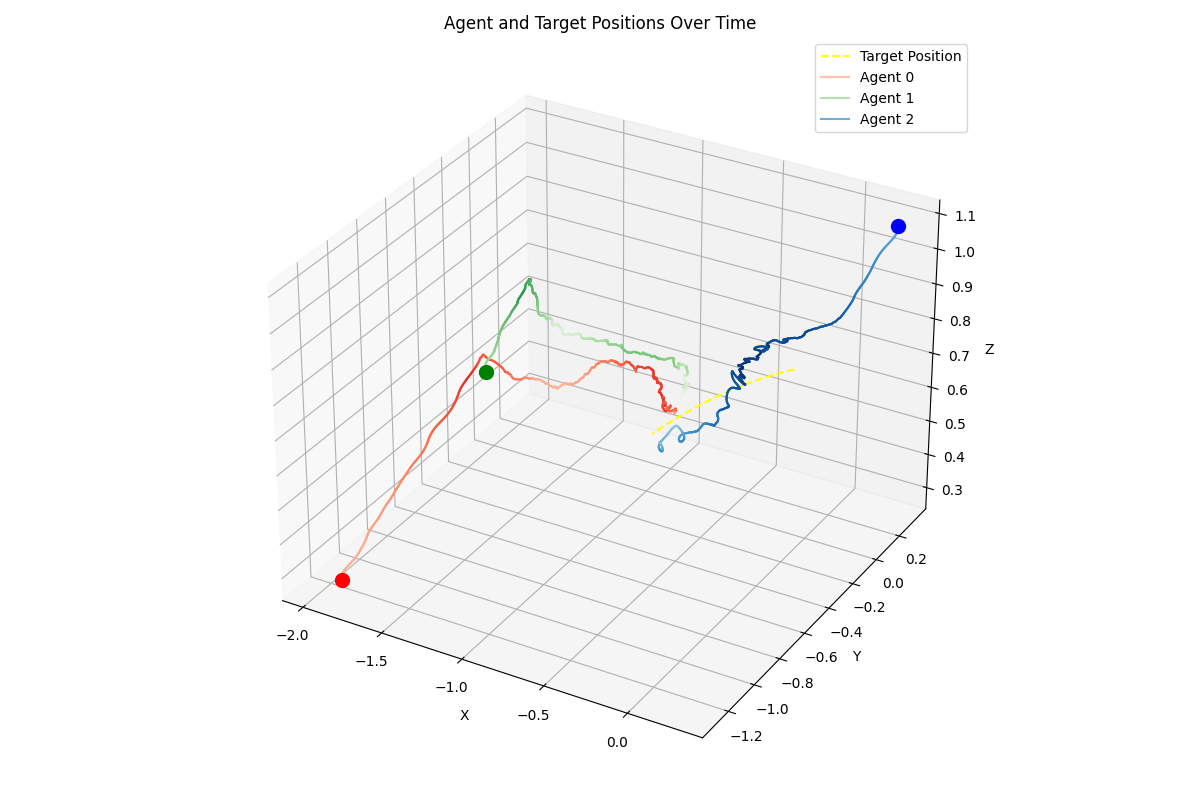 Agent and Target Positions Over Time
Target Position
Agent 0
Agent 1
Agent 2
1.1
1.0
0.9
0.8
0.7
0.6
0.5
0.4
0.3
Z
0.2
0.0
−0.2
−0.4
−0.6
−0.8
−1.0
−1.2
Y
−2.0
−1.5
−1.0
−0.5
0.0
X